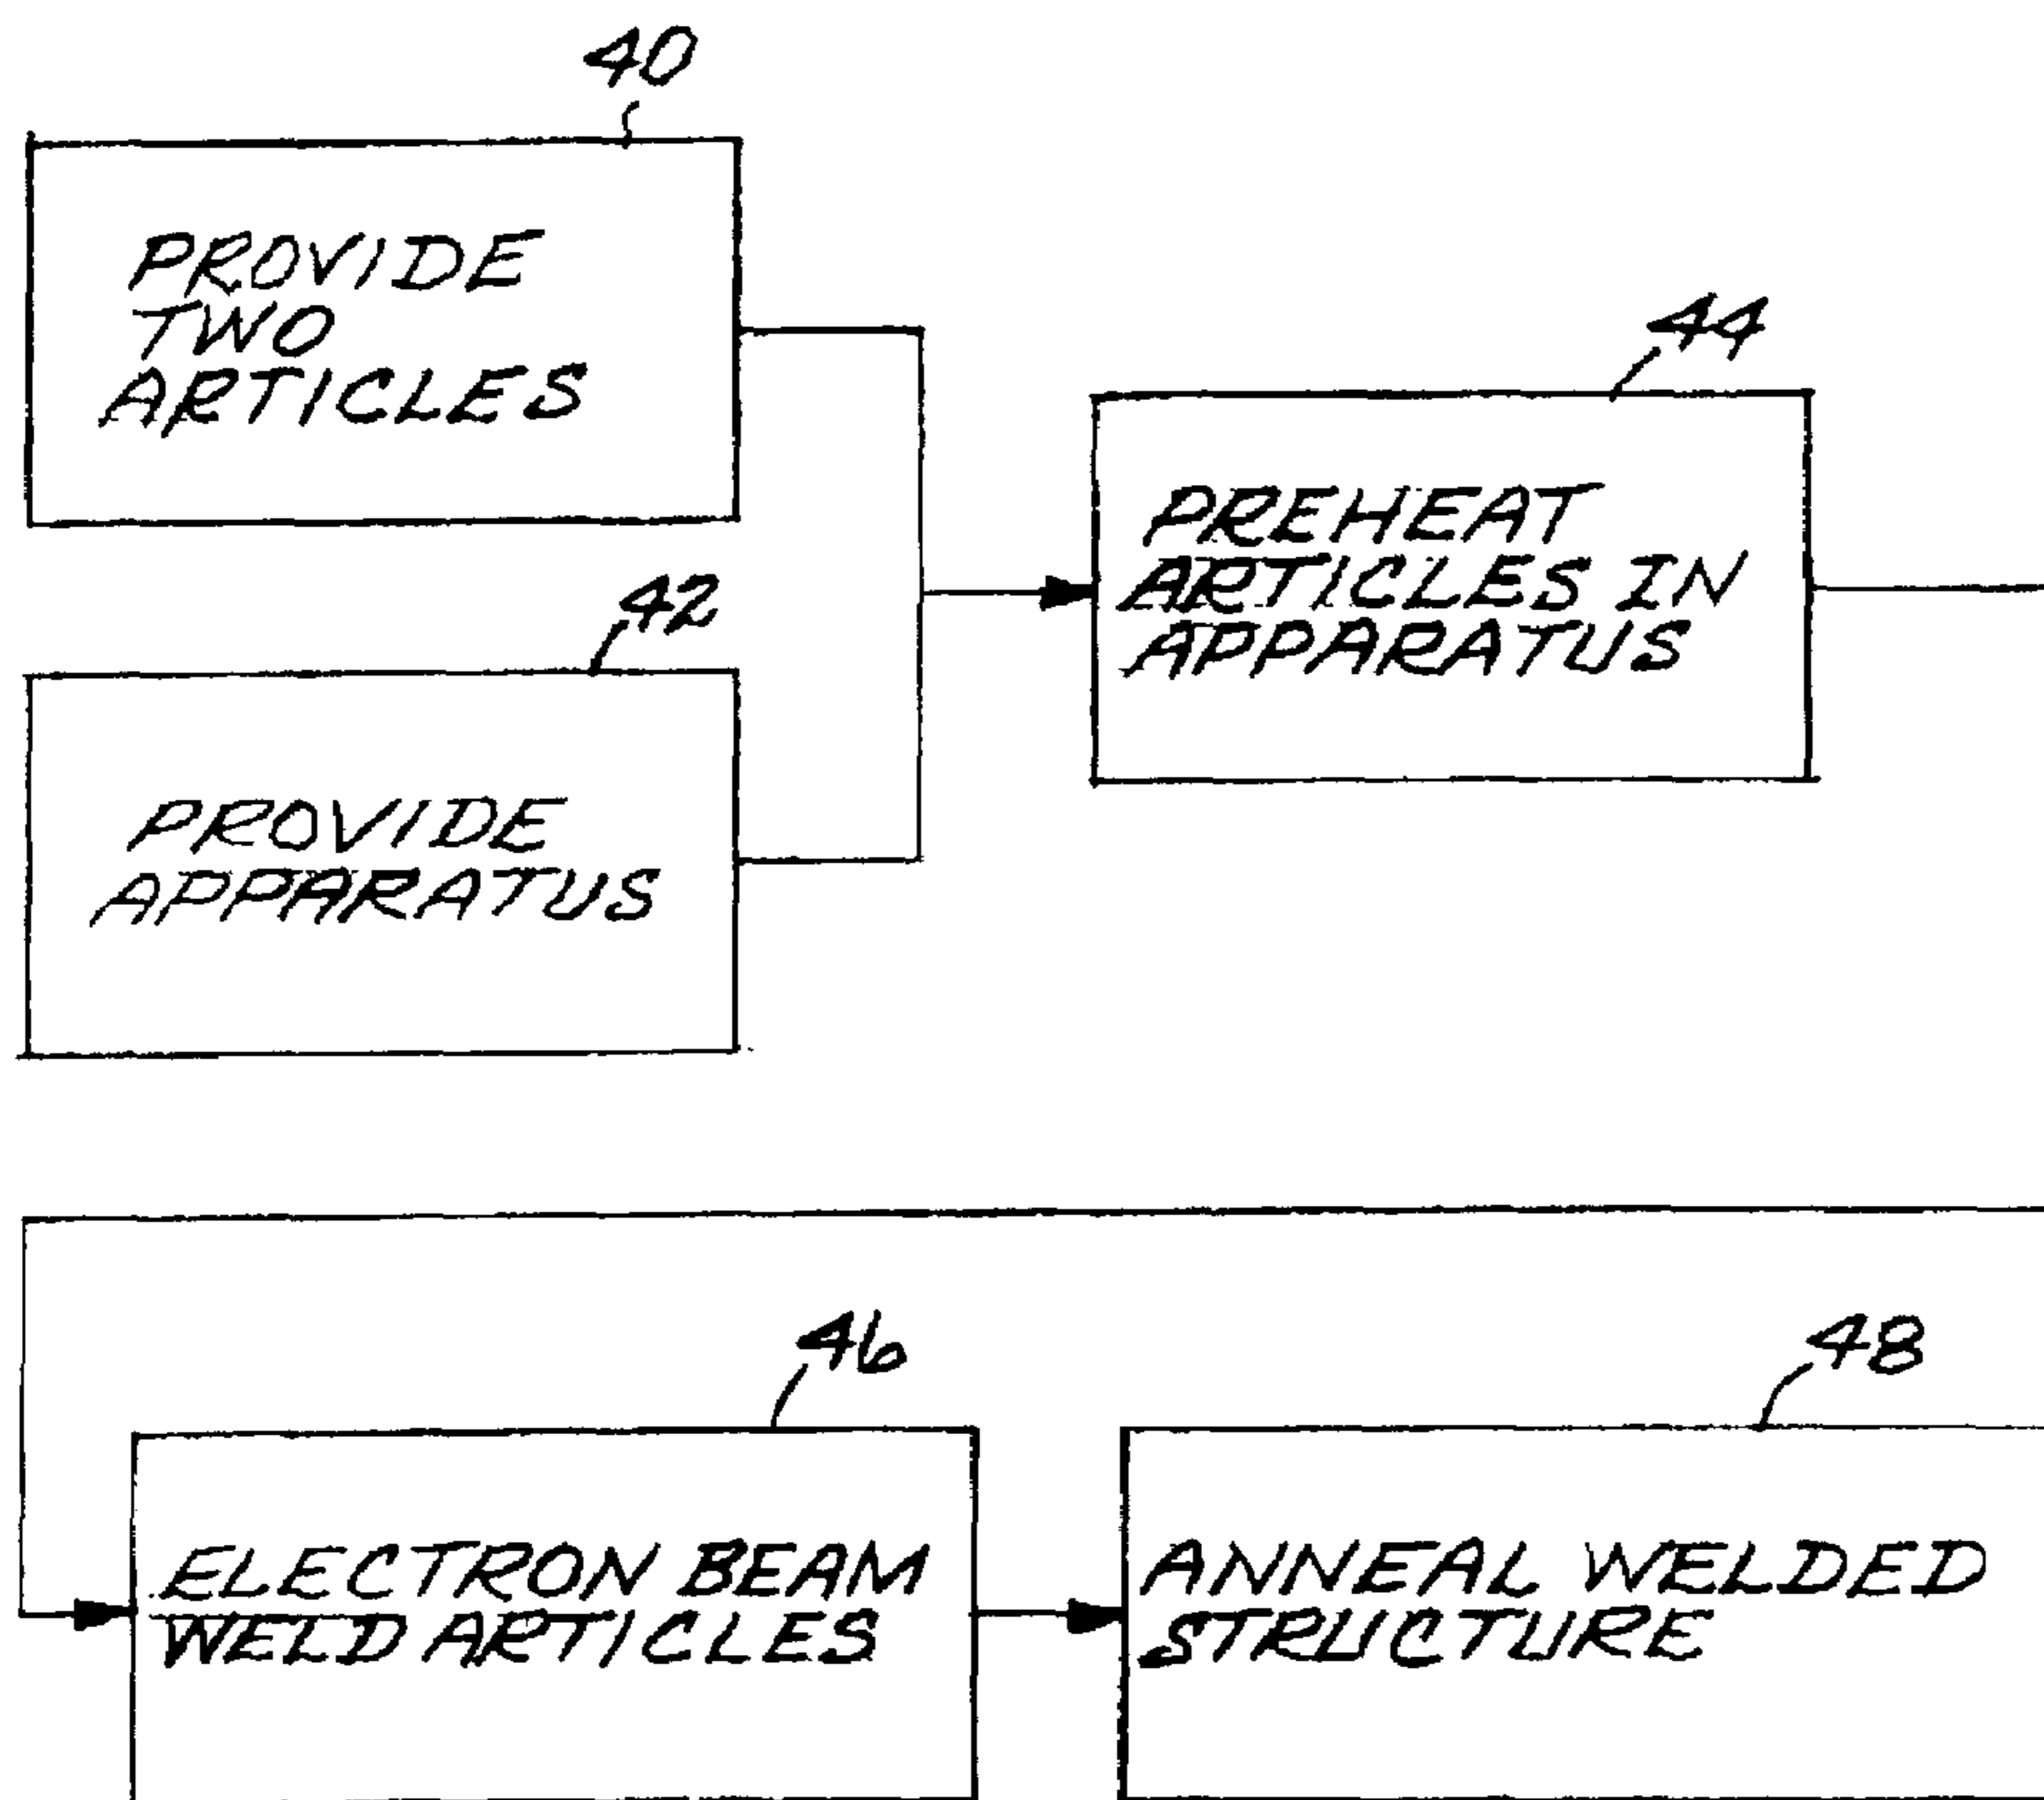 40
PROVIDE
TWO
ARTICLES
42
PROVIDE
APPARATUS
44
PREHEAT
ARTICLES IN
APPARATUS
46
ELECTRON BEAM
WELD ARTICLES
48
ANNEAL WELDED
STRUCTURE